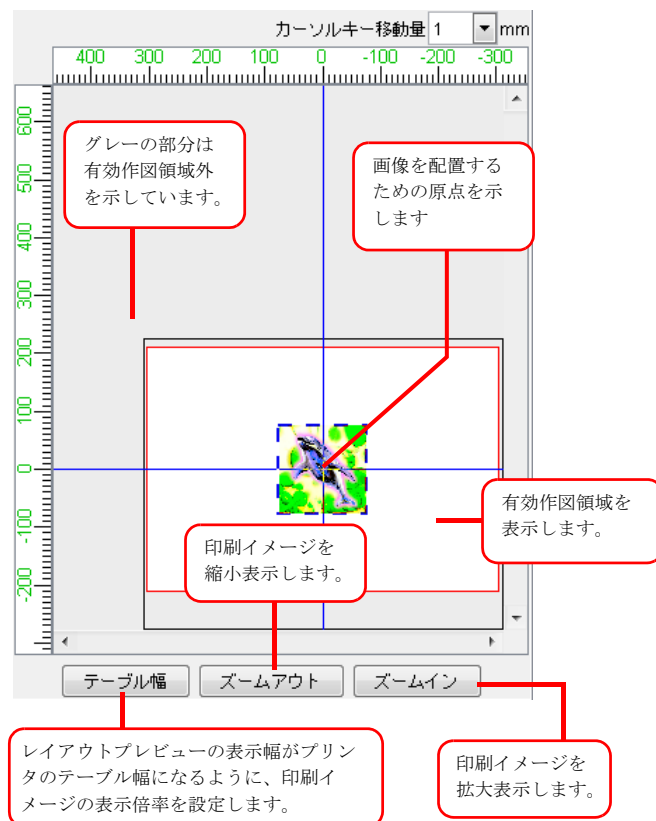 カーソルキー移動量 1 mm
400 300 200 100 0 -100 -200 -300
600
500
400
300
200
100
0
-100
-200
グレーの部分は
有効作図領域外
を示しています。
画像を配置する
ための原点を示
します
有効作図領域を
表示します。
印刷イメージを
縮小表示します。
テーブル幅 ズームアウト ズームイン
レイアウトプレビューの表示幅がプリン
タのテーブル幅になるように、印刷イ
メージの表示倍率を設定します。
印刷イメージを
拡大表示します。